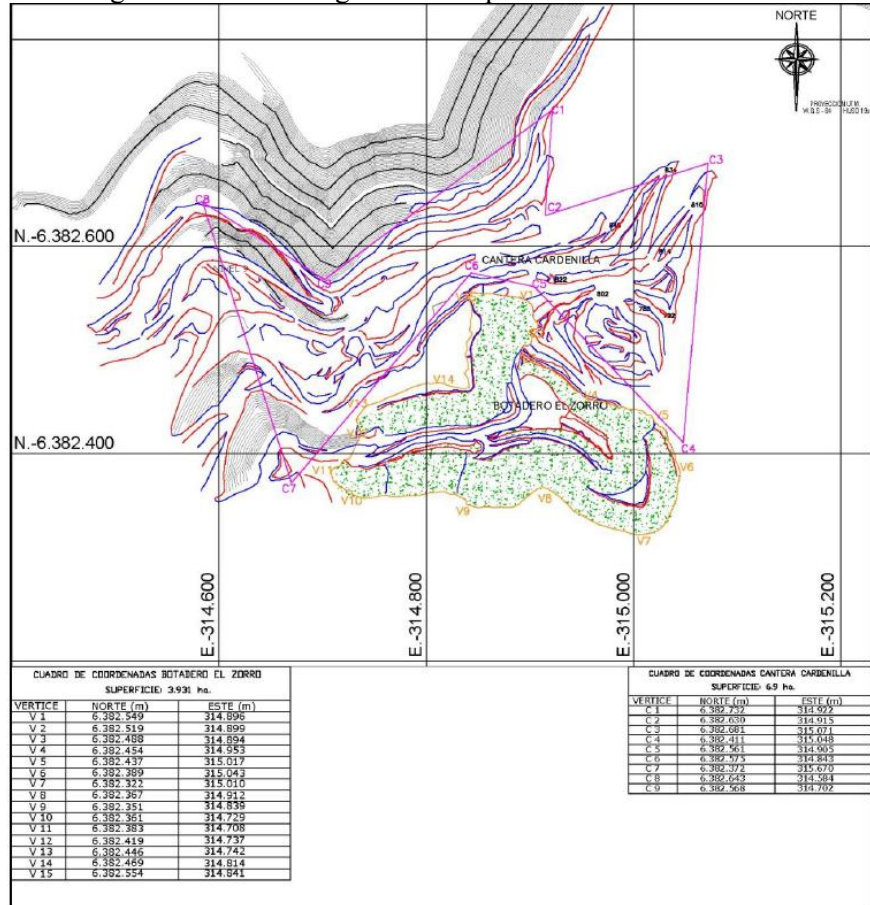 NORTE
C1
C3
C2
C8
N.-6.382.600
CANTERA CARDENILLA
C6
C5
822
802
V1
V14
BOTADERO EL ZORRO
V5
N.-6.382.400
C4
V11
V6
C7
V10
V8
V9
V7
E.-314.600
E.-314.800
E.-315.000
E.-315.200
CUADRO DE COORDENADAS BOTADERO EL ZORRO
SUPERFICIE: 3.931 ha.
VERTICE NORTE (m) ESTE (m)
V 1 6.382.549 314.896
V 2 6.382.519 314.899
V 3 6.382.488 314.894
V 4 6.382.454 314.953
V 5 6.382.437 315.017
V 6 6.382.389 315.043
V 7 6.382.322 315.010
V 8 6.382.367 314.912
V 9 6.382.351 314.839
V 10 6.382.361 314.729
V 11 6.382.383 314.708
V 12 6.382.419 314.737
V 13 6.382.446 314.742
V 14 6.382.469 314.814
V 15 6.382.554 314.841
CUADRO DE COORDENADAS CANTERA CARDENILLA
SUPERFICIE: 6.9 ha.
VERTICE NORTE (m) ESTE (m)
C 1 6.382.732 314.922
C 2 6.382.630 314.915
C 3 6.382.681 315.071
C 4 6.382.411 315.048
C 5 6.382.561 314.905
C 6 6.382.575 314.843
C 7 6.382.372 315.670
C 8 6.382.643 314.584
C 9 6.382.568 314.702